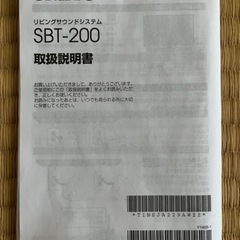 リビングサウンドシステム
SBT-200
取扱説明書
お買い上げいただきまして、ありがとうございます。
ご使用前にこの「取扱説明書」をよくお読みいただき、正しくお使いください。
お読みになったあとは、いつでも見られる所に大切に保管してください。
*TINSJA229AWZZ*